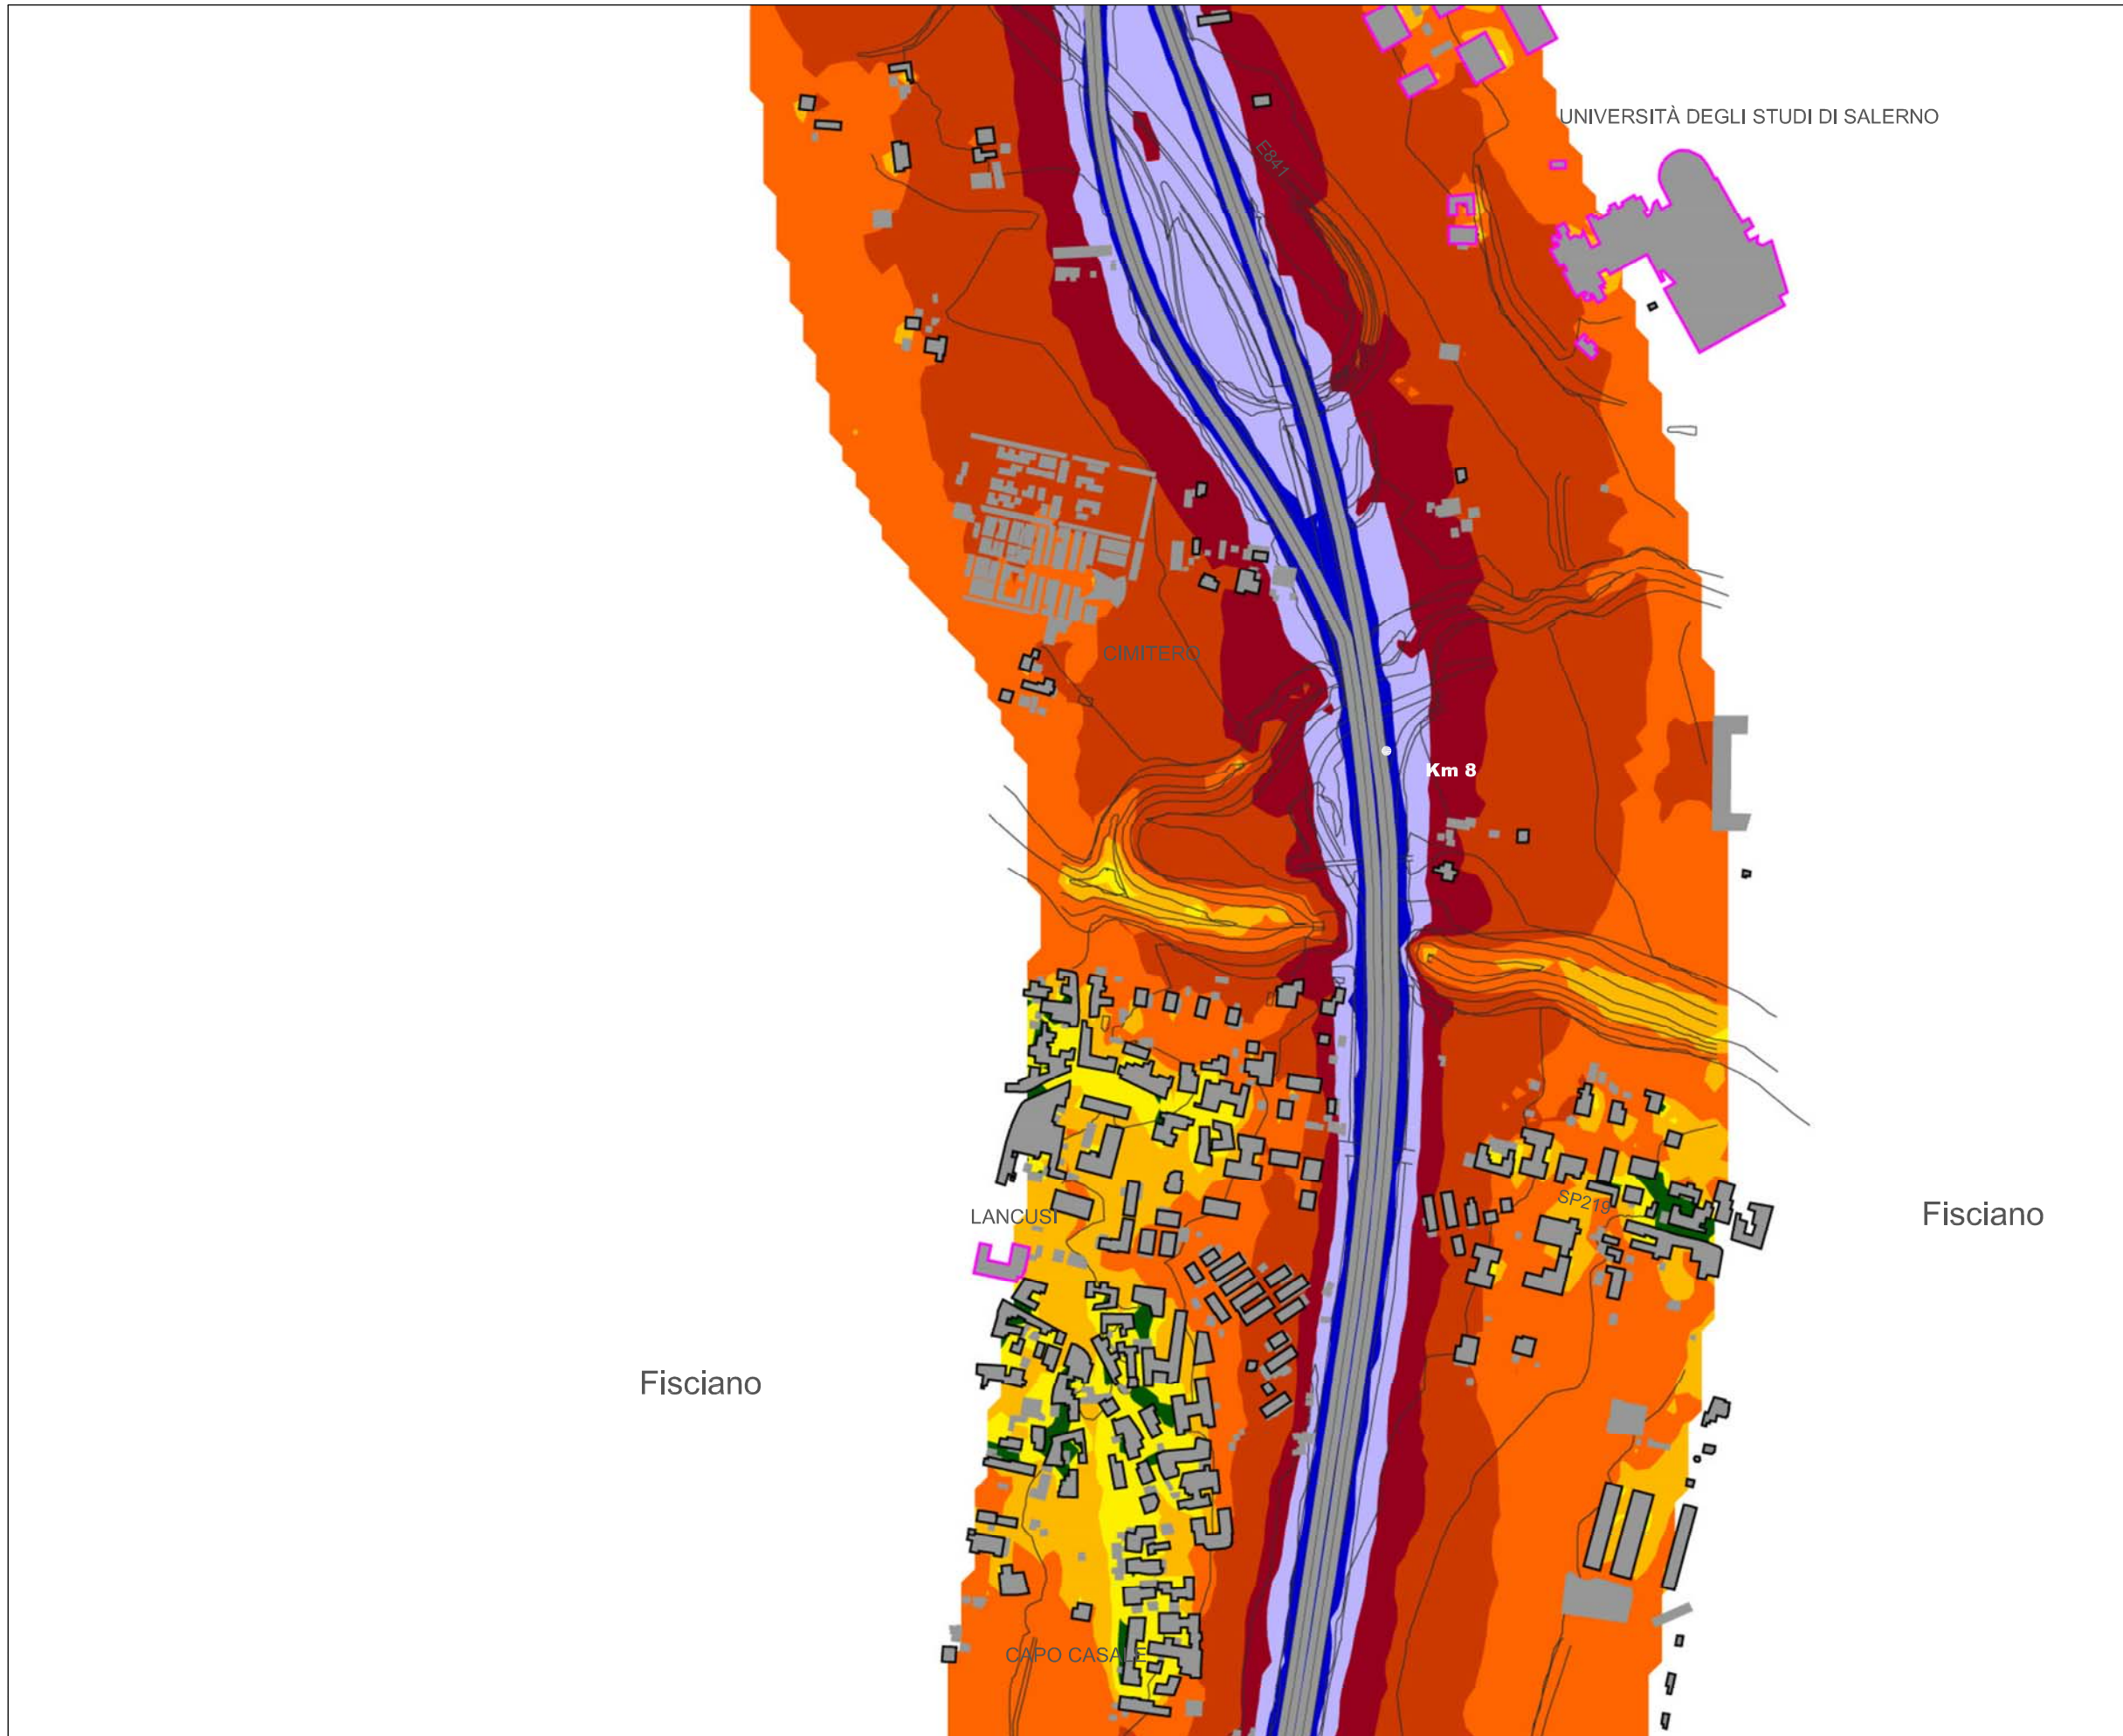 UNIVERSITÀ DEGLI STUDI DI SALERNO
E841
CIMITERO
Km 8
SP219
LANCUSI
Fisciano
Fisciano
CAPO CASALE